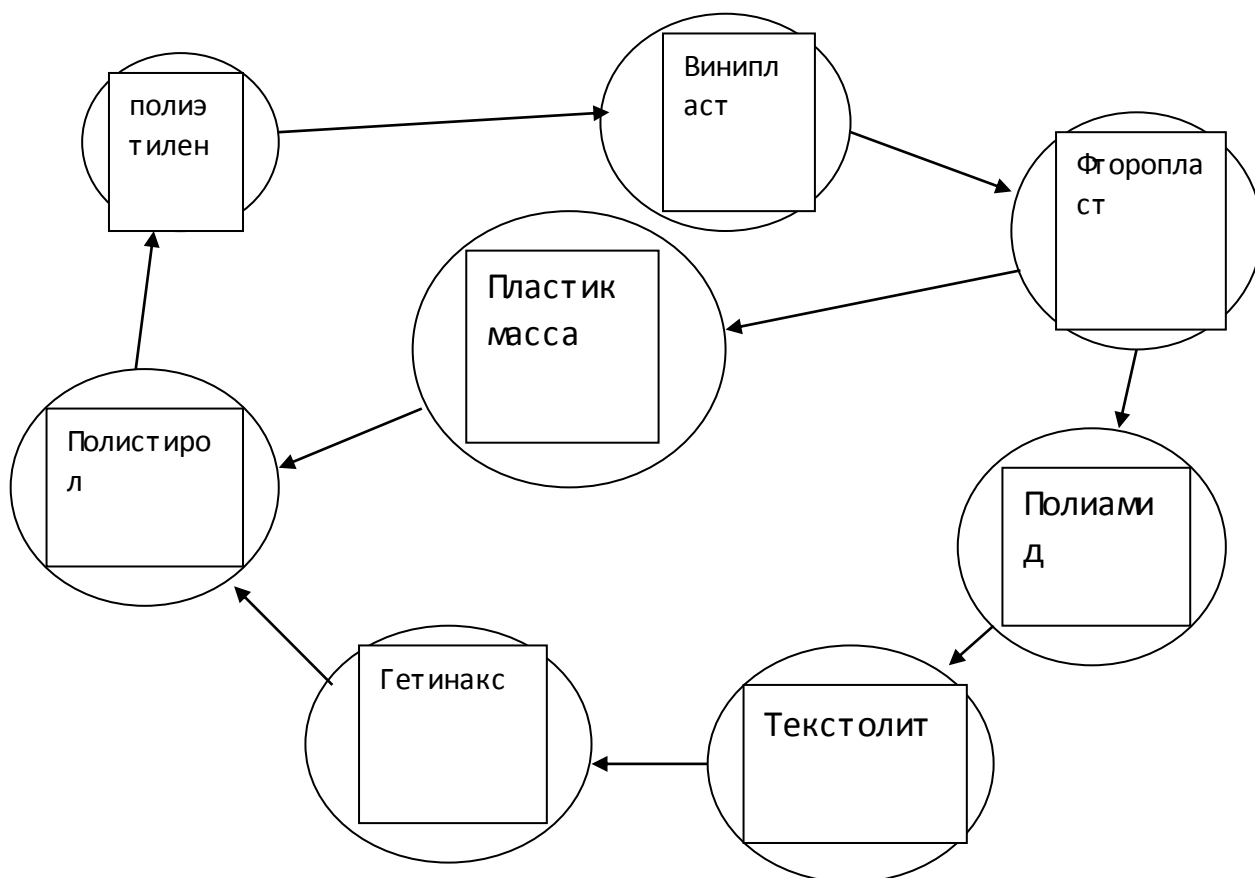 полиэ
тилен
Винипл
аст
Фторопла
ст
Пластик
масса
Полистиро
л
Полиами
д
Гетинакс
Текстолит